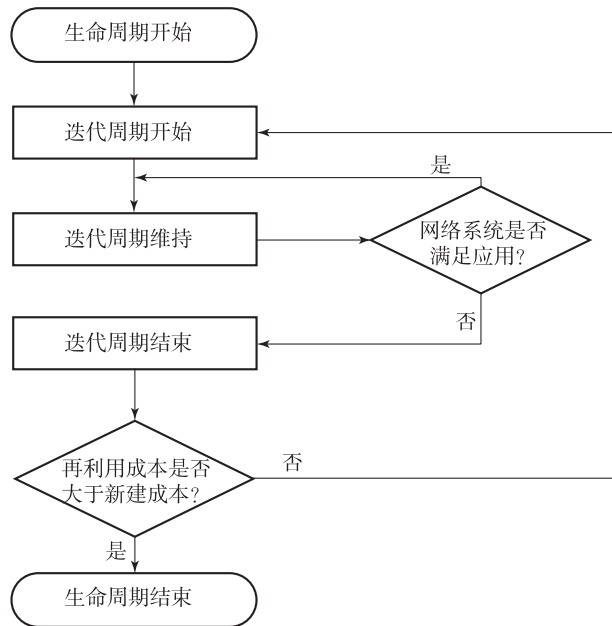 生命周期开始
迭代周期开始
是
迭代周期维持
网络系统是否
满足应用?
否
迭代周期结束
再利用成本是否
大于新建成本?
否
是
生命周期结束